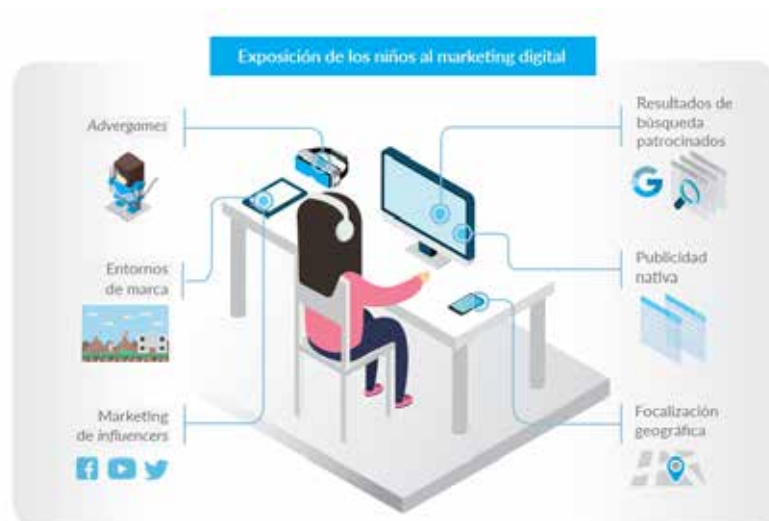 Exposición de los niños al marketing digital
Advergames
Entornos
de marca
Marketing
de influencers
Resultados de
búsqueda
patrocinados
Publicidad
nativa
Focalización
geográfica